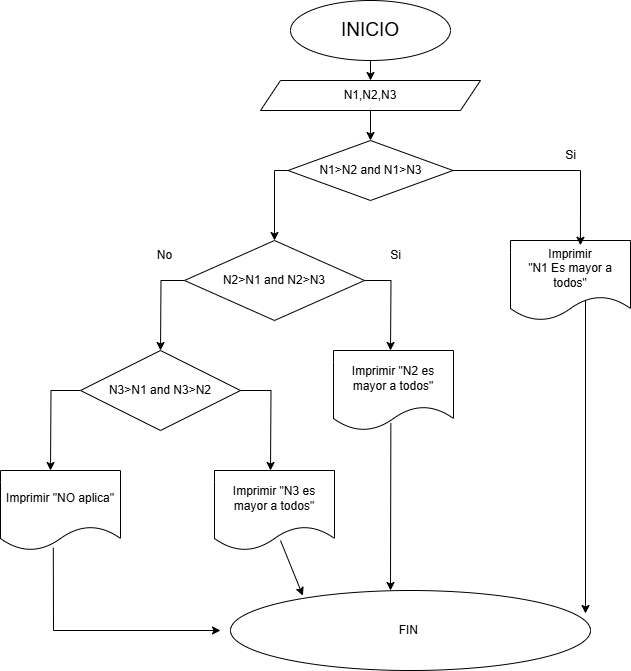 INICIO
N1,N2,N3
N1>N2 and N1>N3
Si
No
N2>N1 and N2>N3
Si
Imprimir
"N1 Es mayor a
todos"
N3>N1 and N3>N2
Imprimir "N2 es
mayor a todos"
Imprimir "NO aplica"
Imprimir "N3 es
mayor a todos"
FIN